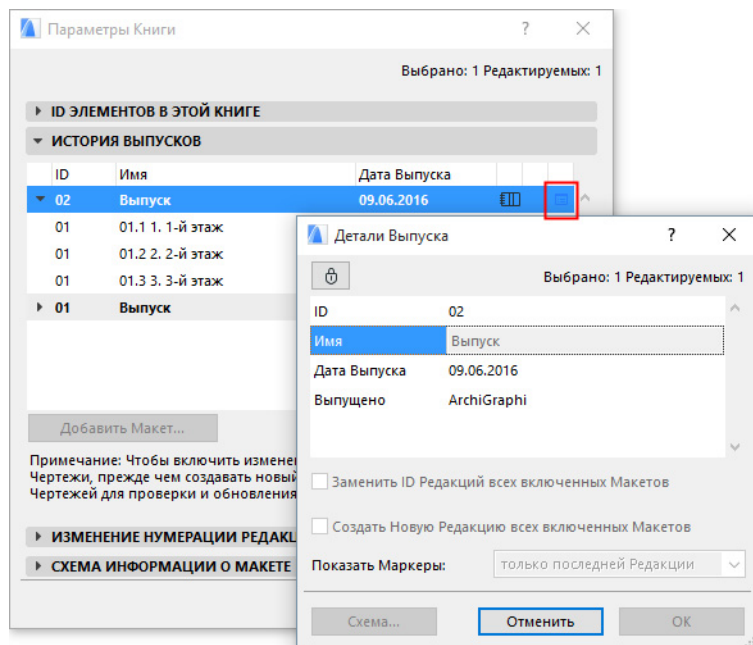 Параметры Книги
?
Выбрано: 1 Редактируемых: 1
ID ЭЛЕМЕНТОВ В ЭТОЙ КНИГЕ
ИСТОРИЯ ВЫПУСКОВ
ID Имя Дата Выпуска
02 Выпуск 09.06.2016
01 01.1 1. 1-й этаж
01 01.2 2. 2-й этаж
01 01.3 3. 3-й этаж
01 Выпуск
Добавить Макет...
Примечание: Чтобы включить
Чертежи, прежде чем создавать новый
Чертежей для проверки и обновления
ИЗМЕНЕНИЕ НУМЕРАЦИИ
СХЕМА ИНФОРМАЦИИ О МАКЕТЕ
Детали Выпуска
?
Выбрано: 1 Редактируемых: 1
ID 02
Имя Выпуск
Дата Выпуска 09.06.2016
Выпущено ArchiGraphi
Заменить ID Редакций всех включенных Макетов
Создать Новую Редакцию всех включенных Макетов
Показать Маркеры: только последней Редакции
Схема... Отменить OK